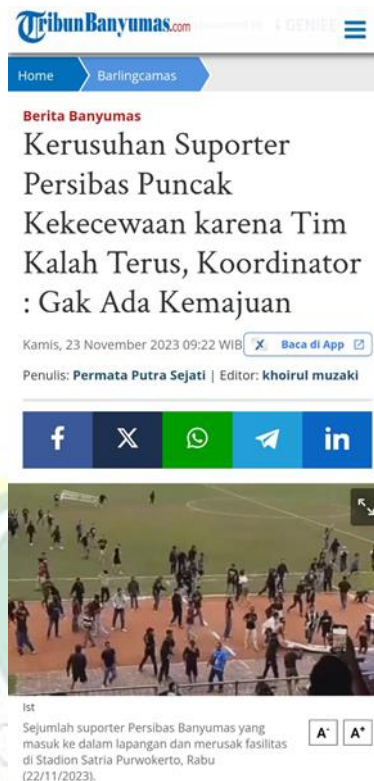 TribunBanyumas.com
Home Barlingcamas
Berita Banyumas
Kerusuhan Suporter
Persibas Puncak
Kekecewaan karena Tim
Kalah Terus, Koordinator
: Gak Ada Kemajuan
Kamis, 23 November 2023 09:22 WIB X Baca di App
Penulis: Permata Putra Sejati | Editor: khoirul muzaki
f X in
Ist
Sejumlah suporter Persibas Banyumas yang
masuk ke dalam lapangan dan merusak fasilitas
di Stadion Satria Purwokerto, Rabu
(22/11/2023).
A- A+